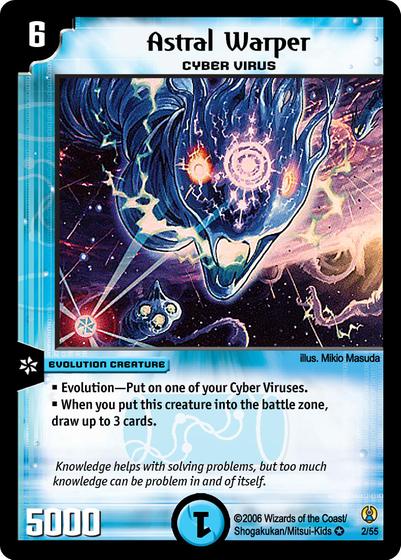 6
Astral Warper
CYBER VIRUS
illus. Mikio Masuda
EVOLUTION CREATURE
▪ Evolution—Put on one of your Cyber Viruses.
▪ When you put this creature into the battle zone,
draw up to 3 cards.
Knowledge helps with solving problems, but too much
knowledge can be problem in and of itself.
5000
1
©2006 Wizards of the Coast/
Shogakukan/Mitsui-Kids
2/55